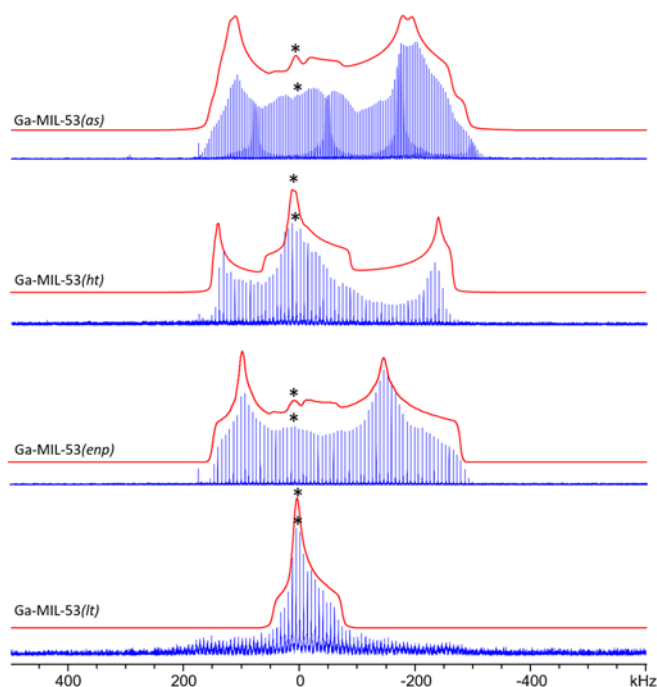 *
*
Ga-MIL-53(as)
*
*
Ga-MIL-53(ht)
*
*
Ga-MIL-53(enp)
*
*
Ga-MIL-53(lt)
400 200 0 -200 -400 kHz